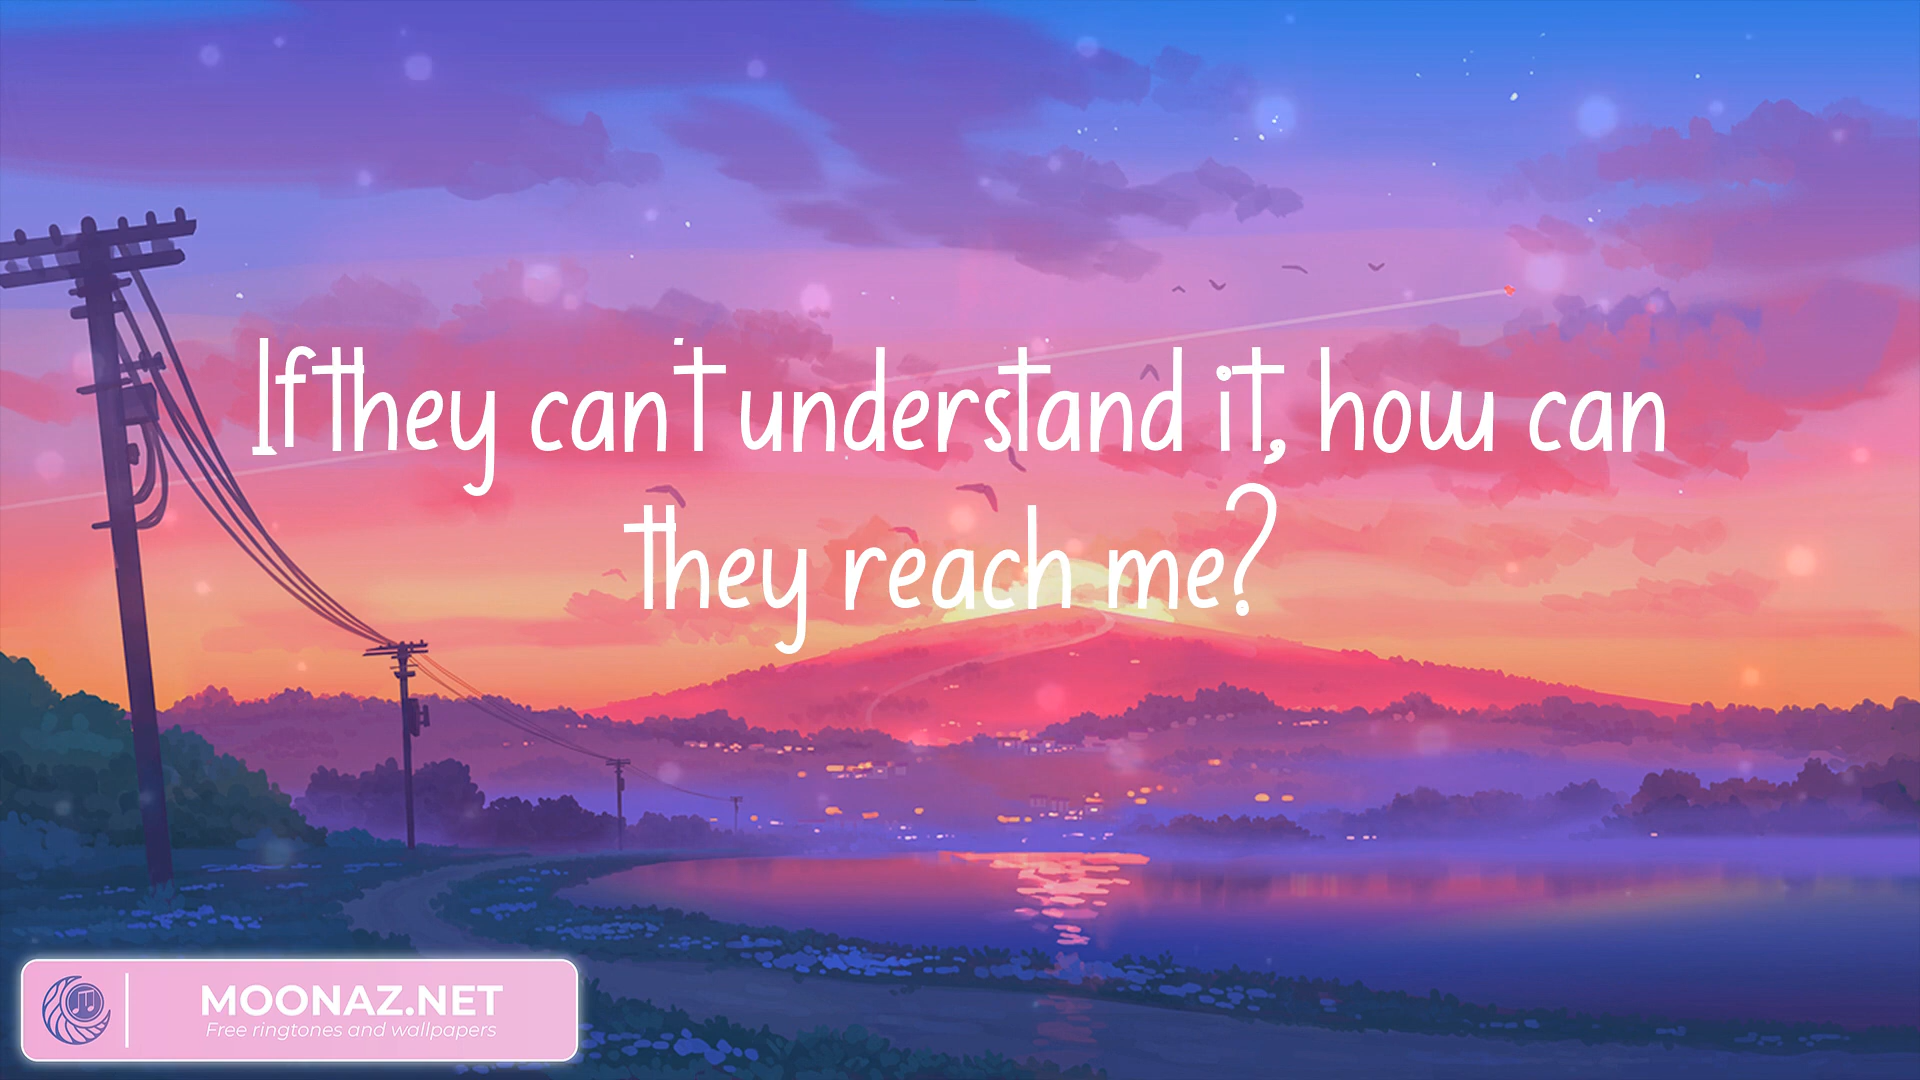 If they can't understand it, how can
they reach me?
MOONAZ.NET
Free ringtones and wallpapers